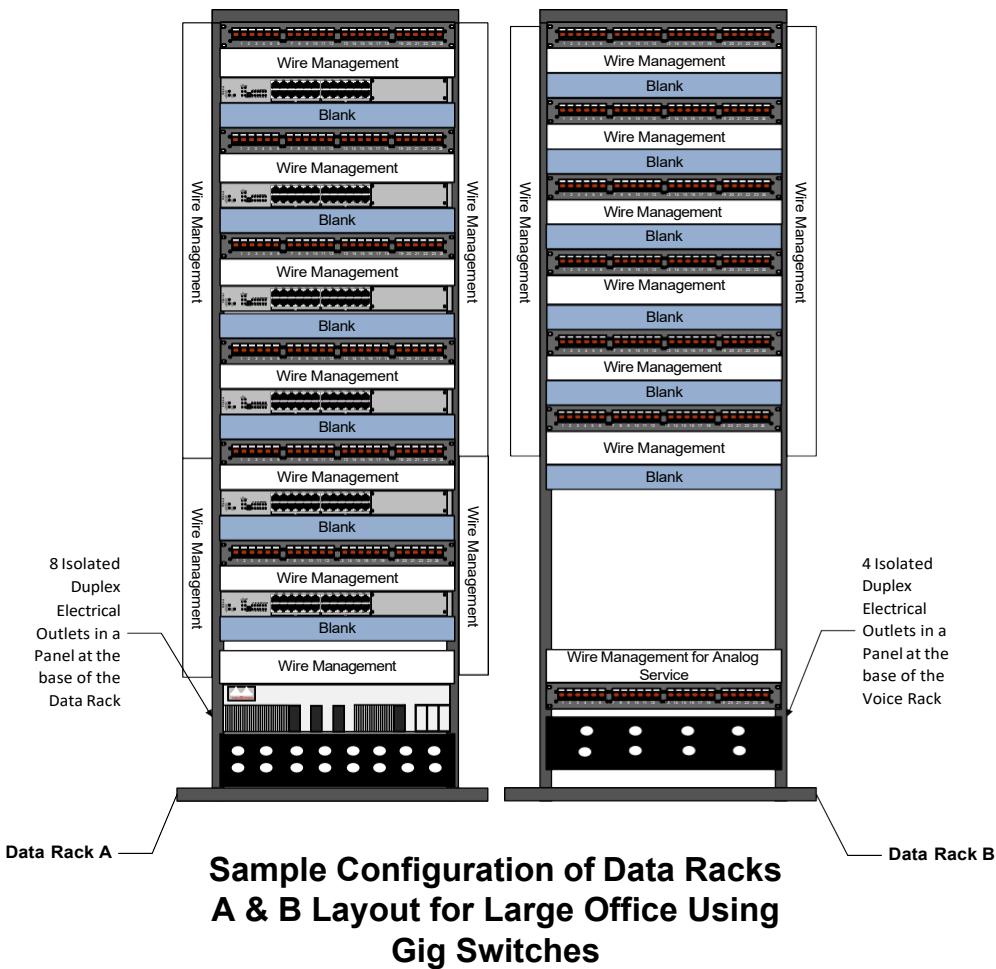 Wire Management
Blank
Wire Management
Blank
Wire Management
Blank
Wire Management
Blank
Wire Management
Blank
Wire Management
Blank
Wire Management
Wire Management
Wire Management
Wire Management
Wire Management
8 Isolated
Duplex
Electrical
Outlets in a
Panel at the
base of the
Data Rack
Data Rack A
Wire Management
Blank
Wire Management
Blank
Wire Management
Blank
Wire Management
Blank
Wire Management
Blank
Wire Management
Blank
Wire Management for Analog
Service
Wire Management
Wire Management
4 Isolated
Duplex
Electrical
Outlets in a
Panel at the
base of the
Voice Rack
Data Rack B
Sample Configuration of Data Racks
A & B Layout for Large Office Using
Gig Switches